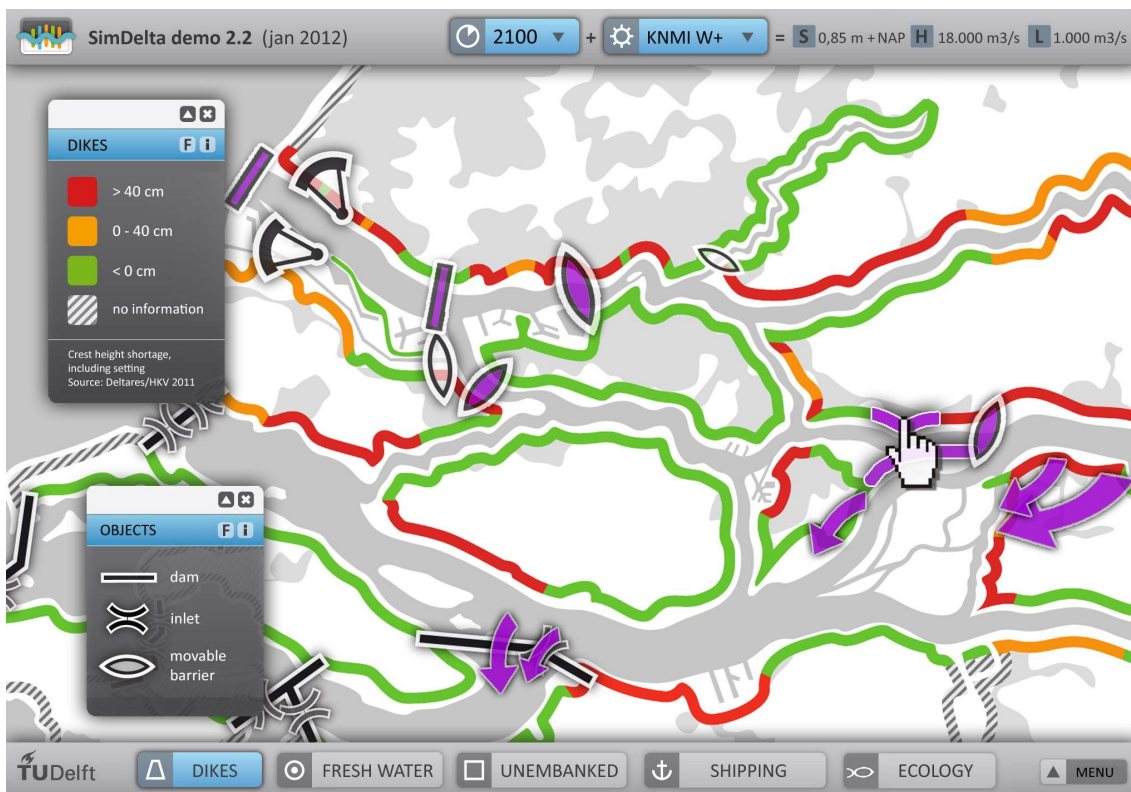 SimDelta demo 2.2 (jan 2012)
2100 + KNMI W+ = S 0,85 m + NAP H 18.000 m3/s L 1.000 m3/s
DIKES F i
> 40 cm
0 - 40 cm
< 0 cm
no information
Crest height shortage,
including setting
Source: Deltares/HKV 2011
OBJECTS F i
dam
inlet
movable
barrier
TUDelft DIKES FRESH WATER UNEMBANKED SHIPPING ECOLOGY MENU